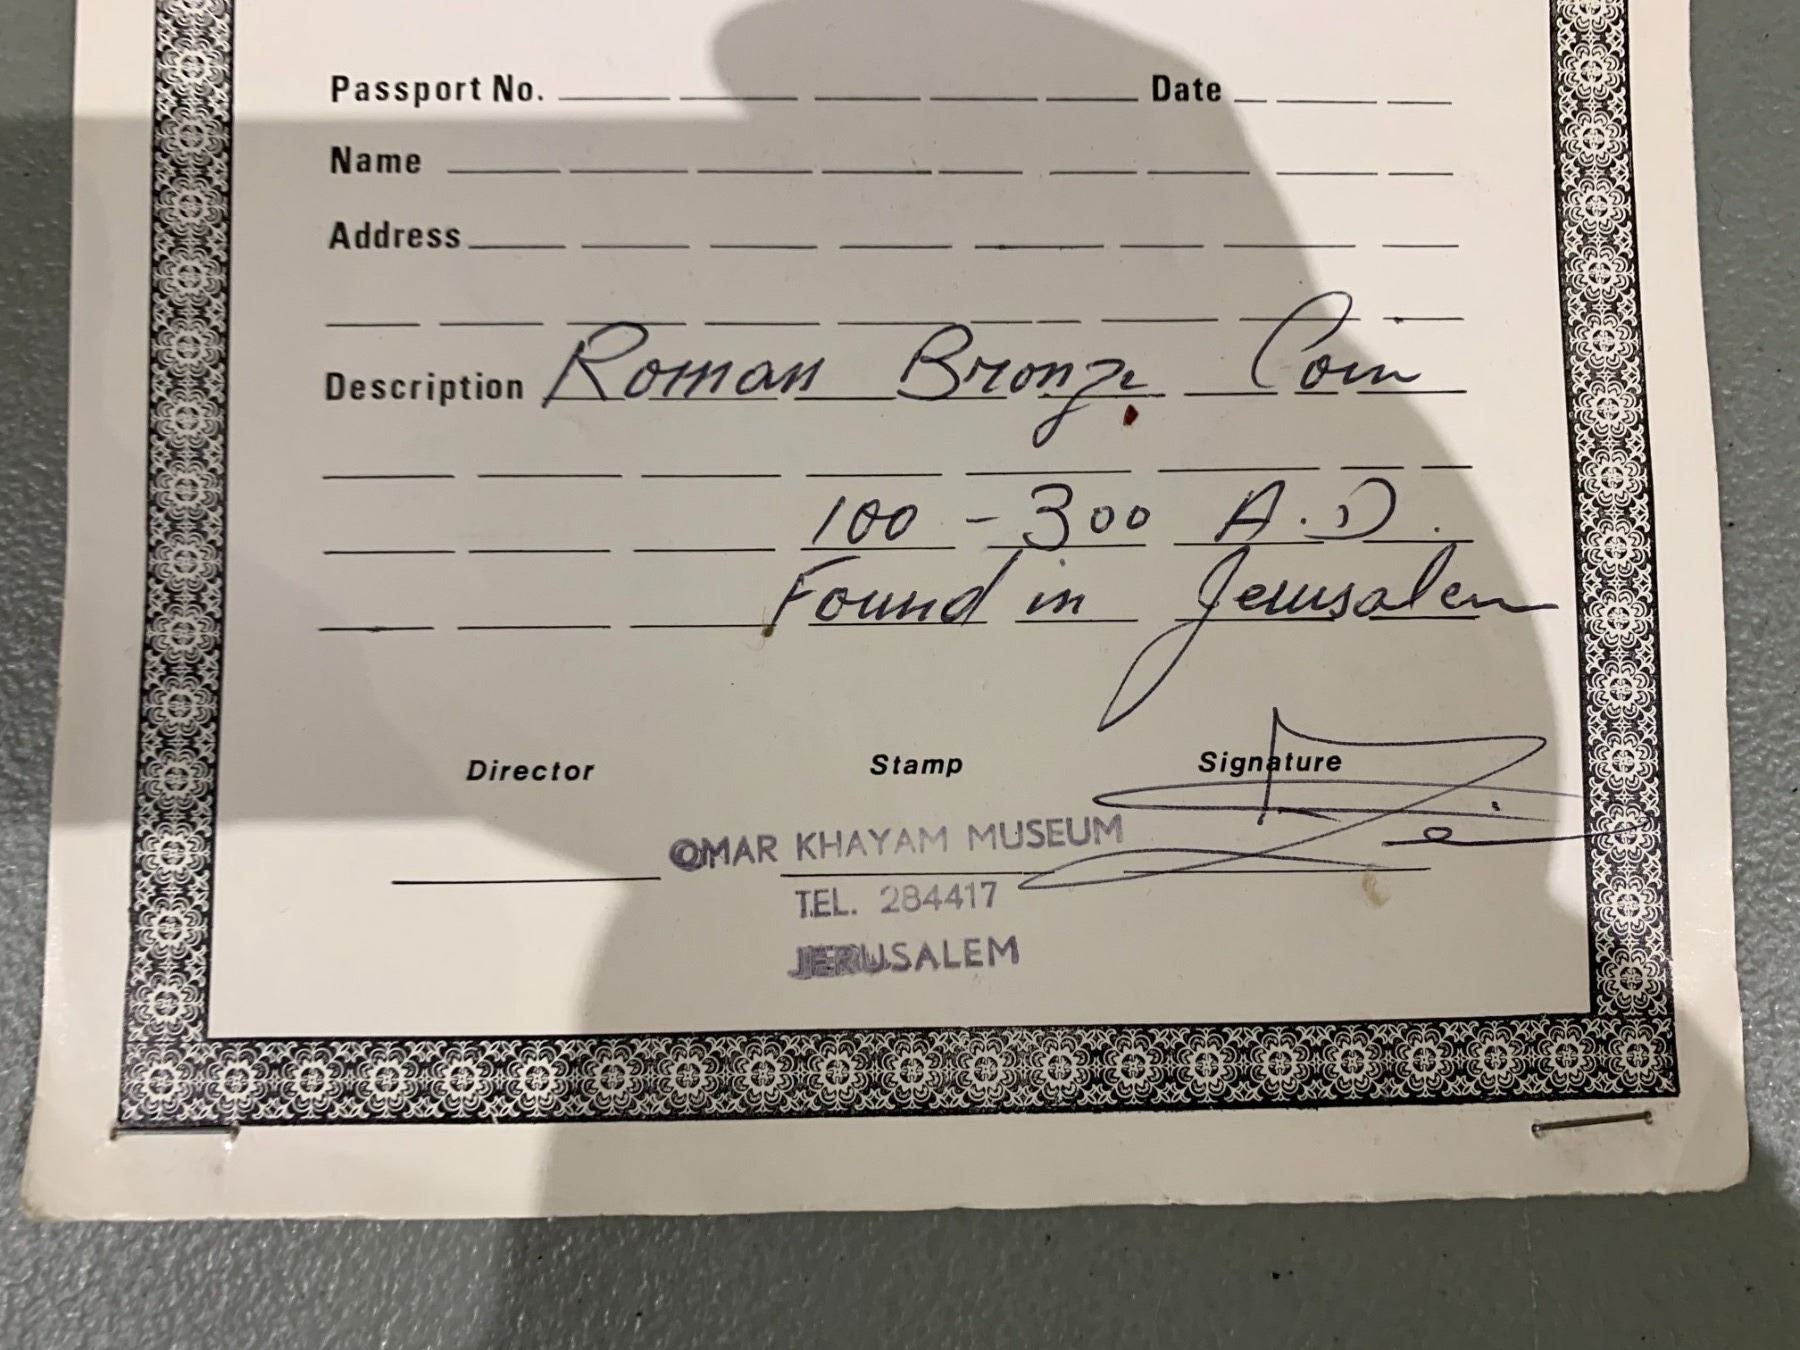 Passport No. Date
Name
Address
Description Roman Bronze Coin
100 - 300 A.D.
Found in Jerusalem
Director Stamp Signature
OMAR KHAYAM MUSEUM
TEL. 284417
JERUSALEM